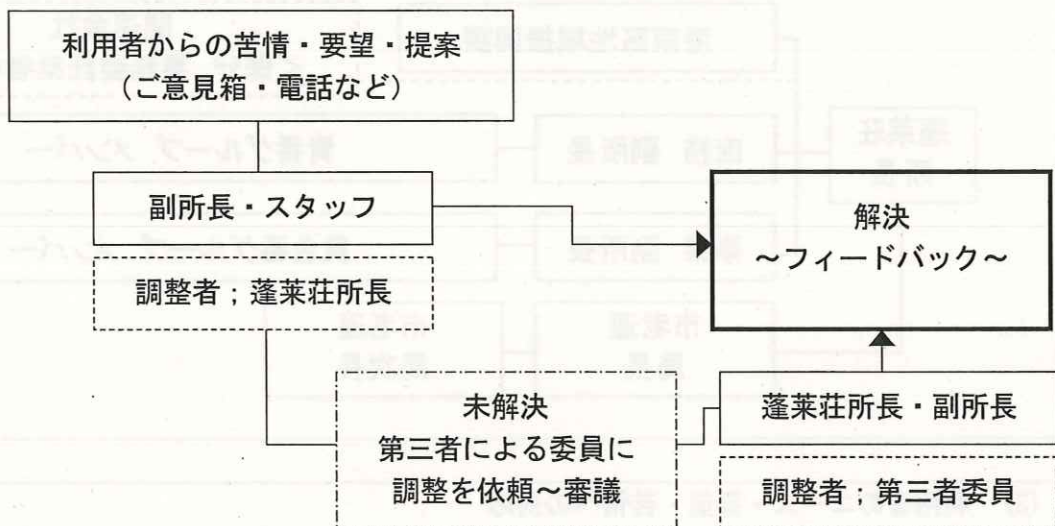 利用者からの苦情・要望・提案
（ご意見箱・電話など）
副所長・スタッフ
調整者；蓬莱荘所長
解決
～フィードバック～
未解決
第三者による委員に
調整を依頼～審議
蓬莱荘所長・副所長
調整者；第三者委員